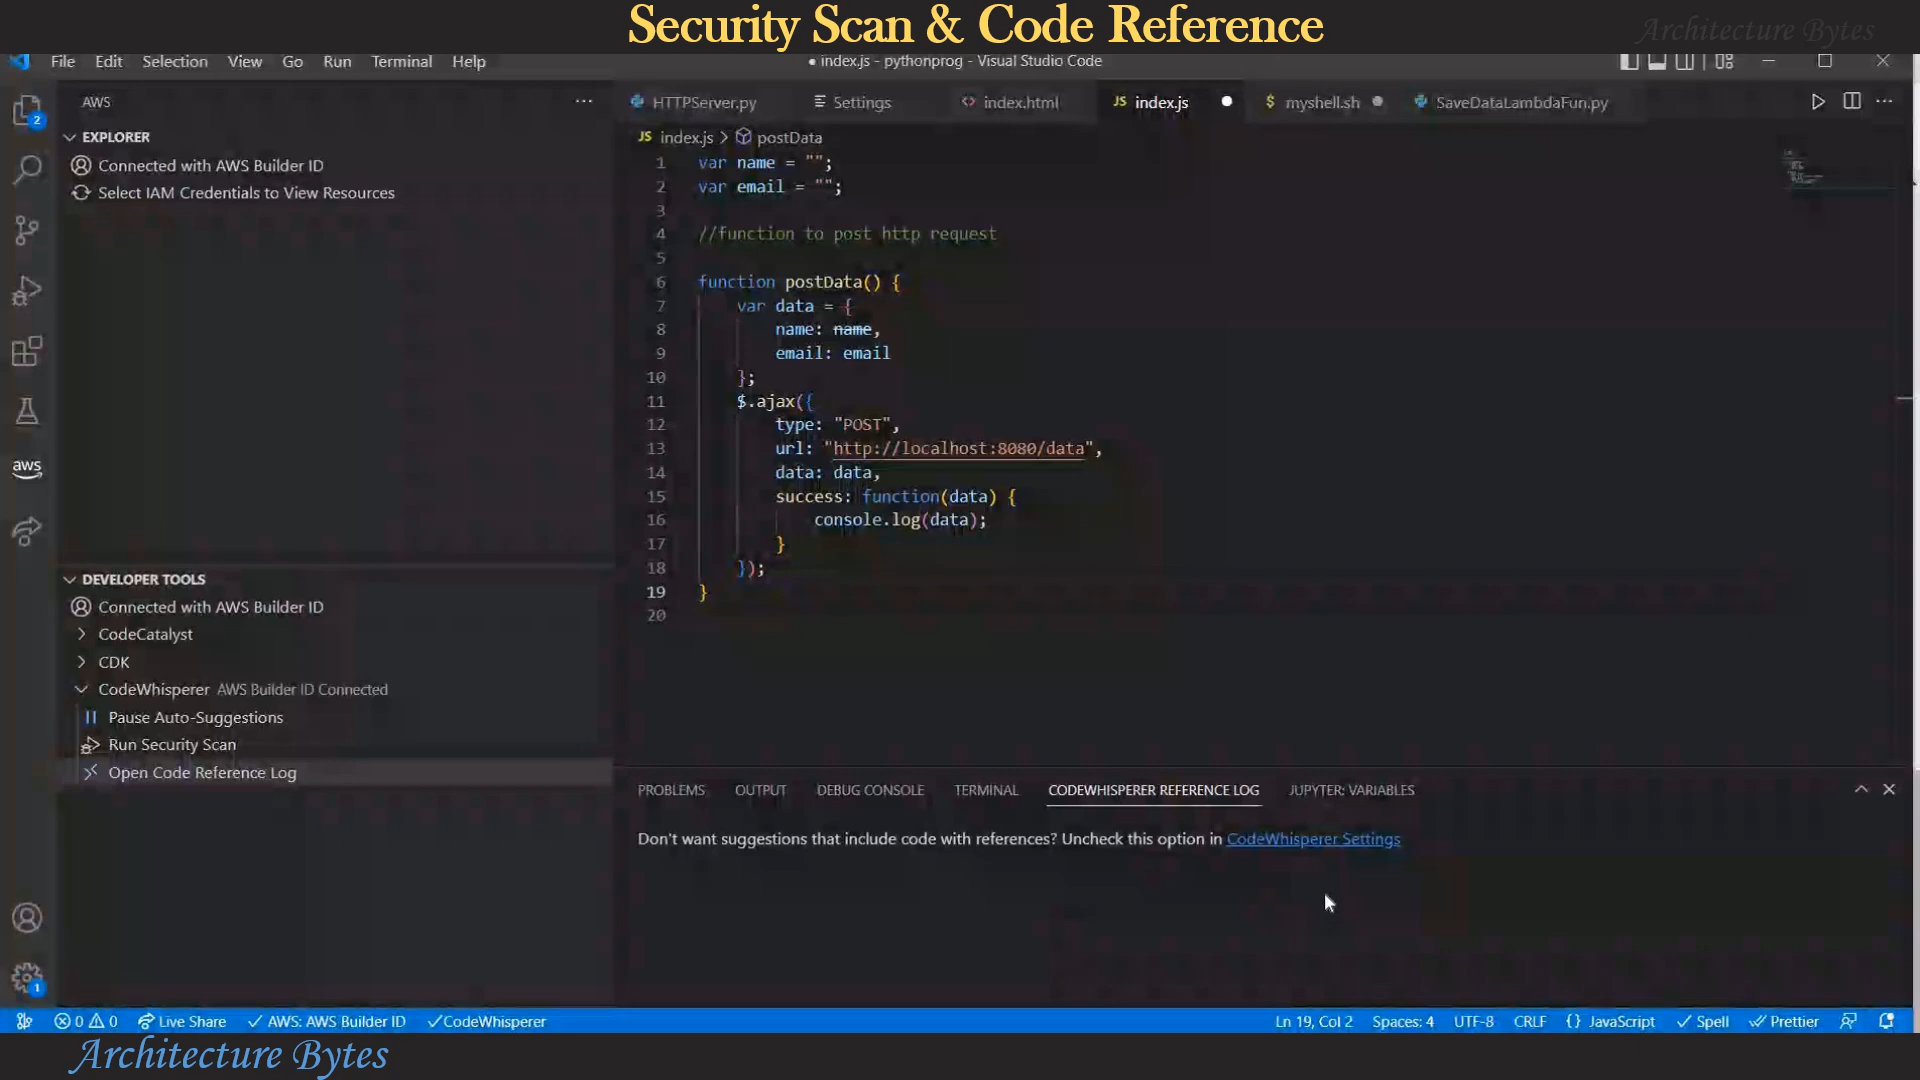 Security Scan & Code Reference
Architecture Bytes
File Edit Selection View Go Run Terminal Help
● index.js - pythonprog - Visual Studio Code
AWS
EXPLORER
Connected with AWS Builder ID
Select IAM Credentials to View Resources
DEVELOPER TOOLS
Connected with AWS Builder ID
CodeCatalyst
CDK
CodeWhisperer AWS Builder ID Connected
Pause Auto-Suggestions
Run Security Scan
Open Code Reference Log
2
aws
1
HTTPServer.py Settings index.html JS index.js $ myshell.sh SaveDataLambdaFun.py
JS index.js > postData
1 var name = "";
2 var email = "";
3
4 //function to post http request
5
6 function postData() {
7 var data = {
8 name: name,
9 email: email
10 };
11 $.ajax({
12 type: "POST",
13 url: "http://localhost:8080/data",
14 data: data,
15 success: function(data) {
16 console.log(data);
17 }
18 });
19 }
20
PROBLEMS OUTPUT DEBUG CONSOLE TERMINAL CODEWHISPERER REFERENCE LOG JUPYTER: VARIABLES
Don't want suggestions that include code with references? Uncheck this option in CodeWhisperer Settings
0 0 Live Share AWS: AWS Builder ID CodeWhisperer Ln 19, Col 2 Spaces: 4 UTF-8 CRLF {} JavaScript Spell Prettier
Architecture Bytes